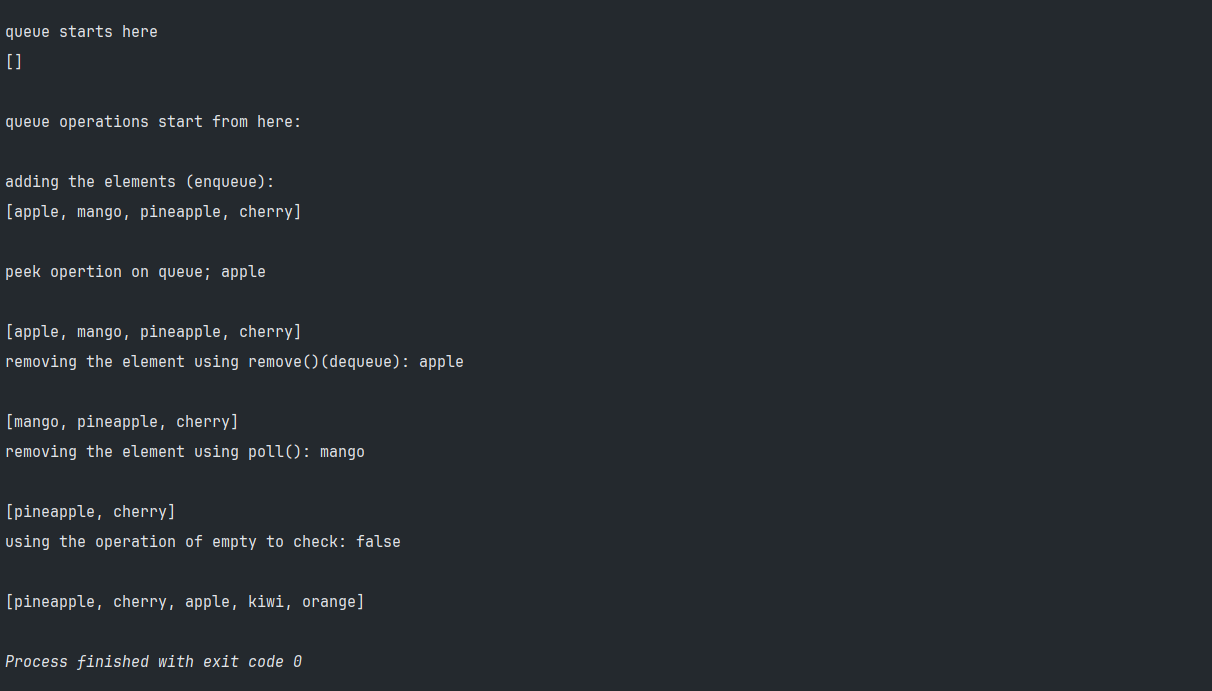 queue starts here
[]
queue operations start from here:
adding the elements (enqueue):
[apple, mango, pineapple, cherry]
peek opertion on queue; apple
[apple, mango, pineapple, cherry]
removing the element using remove()(dequeue): apple
[mango, pineapple, cherry]
removing the element using poll(): mango
[pineapple, cherry]
using the operation of empty to check: false
[pineapple, cherry, apple, kiwi, orange]
Process finished with exit code 0